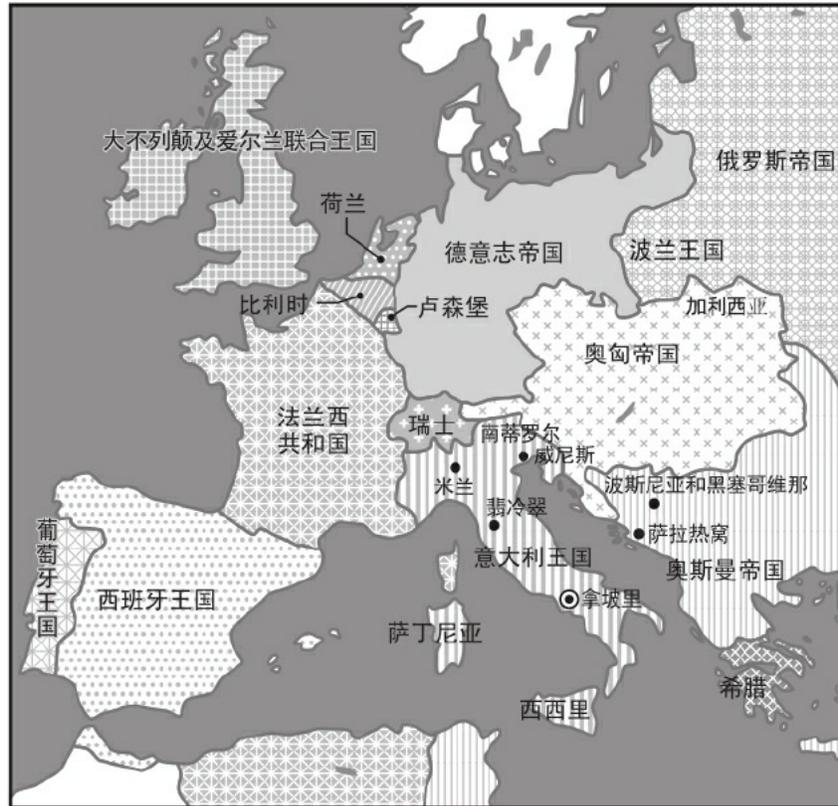 大不列颠及爱尔兰联合王国
俄罗斯帝国
荷兰
德意志帝国
波兰王国
比利时
卢森堡
加利西亚
奥匈帝国
法兰西
共和国
瑞士
南蒂罗尔
威尼斯
米兰
波斯尼亚和黑塞哥维那
翡冷翠
萨拉热窝
意大利王国
奥斯曼帝国
葡萄牙王国
西班牙王国
拿坡里
萨丁尼亚
希腊
西西里